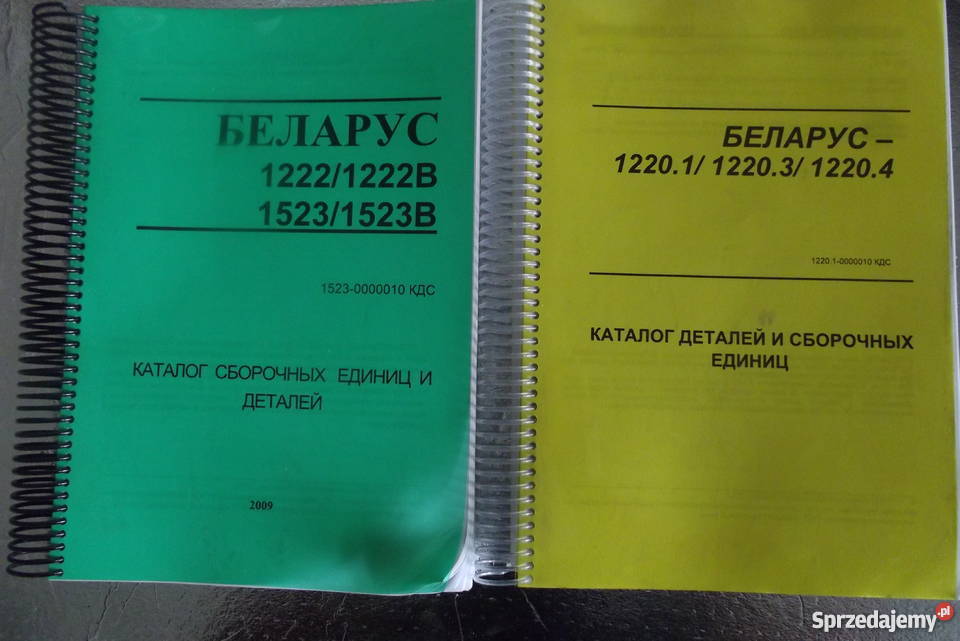 БЕЛАРУС
1222/1222В
1523/1523В
1523-0000010 КДС
КАТАЛОГ СБОРОЧНЫХ ЕДИНИЦ И
ДЕТАЛЕЙ
2009
БЕЛАРУС –
1220.1/ 1220.3/ 1220.4
1220.1-0000010 КДС
КАТАЛОГ ДЕТАЛЕЙ И СБОРОЧНЫХ
ЕДИНИЦ
Sprzedajemy.pl